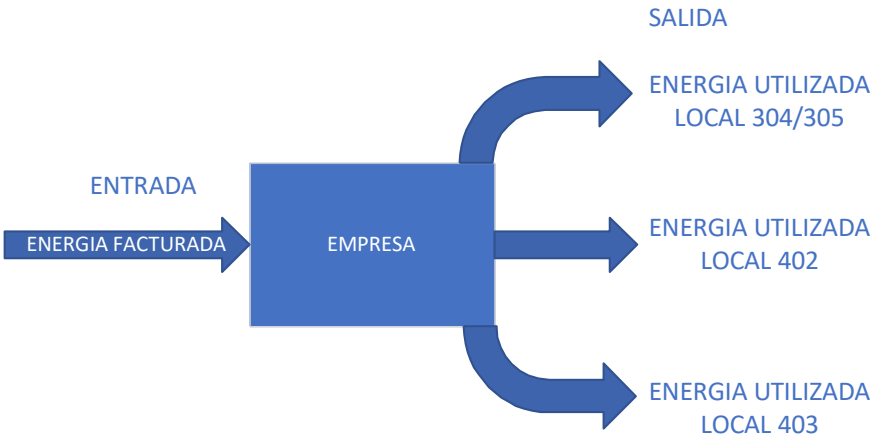 SALIDA
ENERGIA UTILIZADA
LOCAL 304/305
ENTRADA
ENERGIA FACTURADA
EMPRESA
ENERGIA UTILIZADA
LOCAL 402
ENERGIA UTILIZADA
LOCAL 403